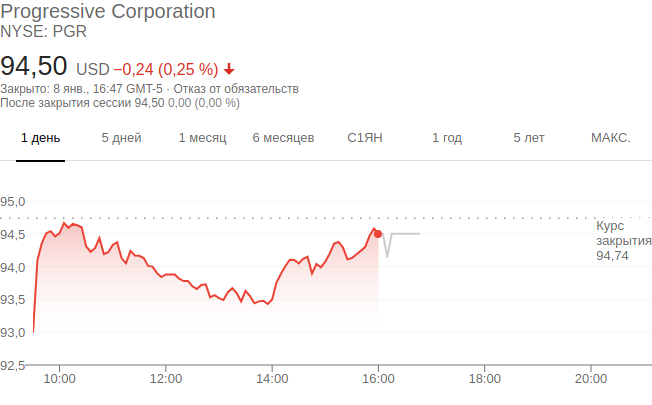 Progressive Corporation
NYSE: PGR
94,50 USD −0,24 (0,25 %)
Закрыто: 8 янв., 16:47 GMT-5 · Отказ от обязательств
После закрытия сессии 94,50 0,00 (0,00 %)
1 день 5 дней 1 месяц 6 месяцев С1ЯН 1 год 5 лет МАКС.
95,0
94,5
94,0
93,5
93,0
92,5
Курс
закрытия
94,74
10:00 12:00 14:00 16:00 18:00 20:00